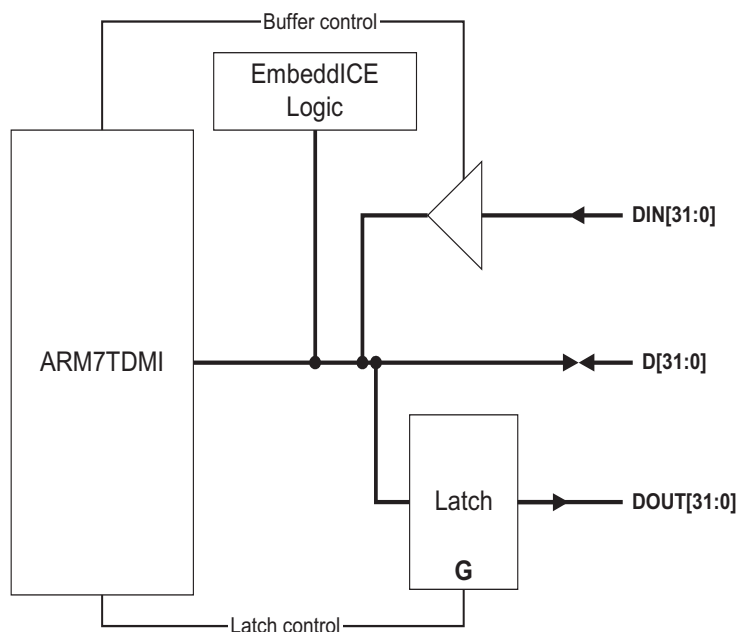 Buffer control
EmbeddICE
Logic
DIN[31:0]
ARM7TDMI
D[31:0]
Latch
DOUT[31:0]
G
Latch control